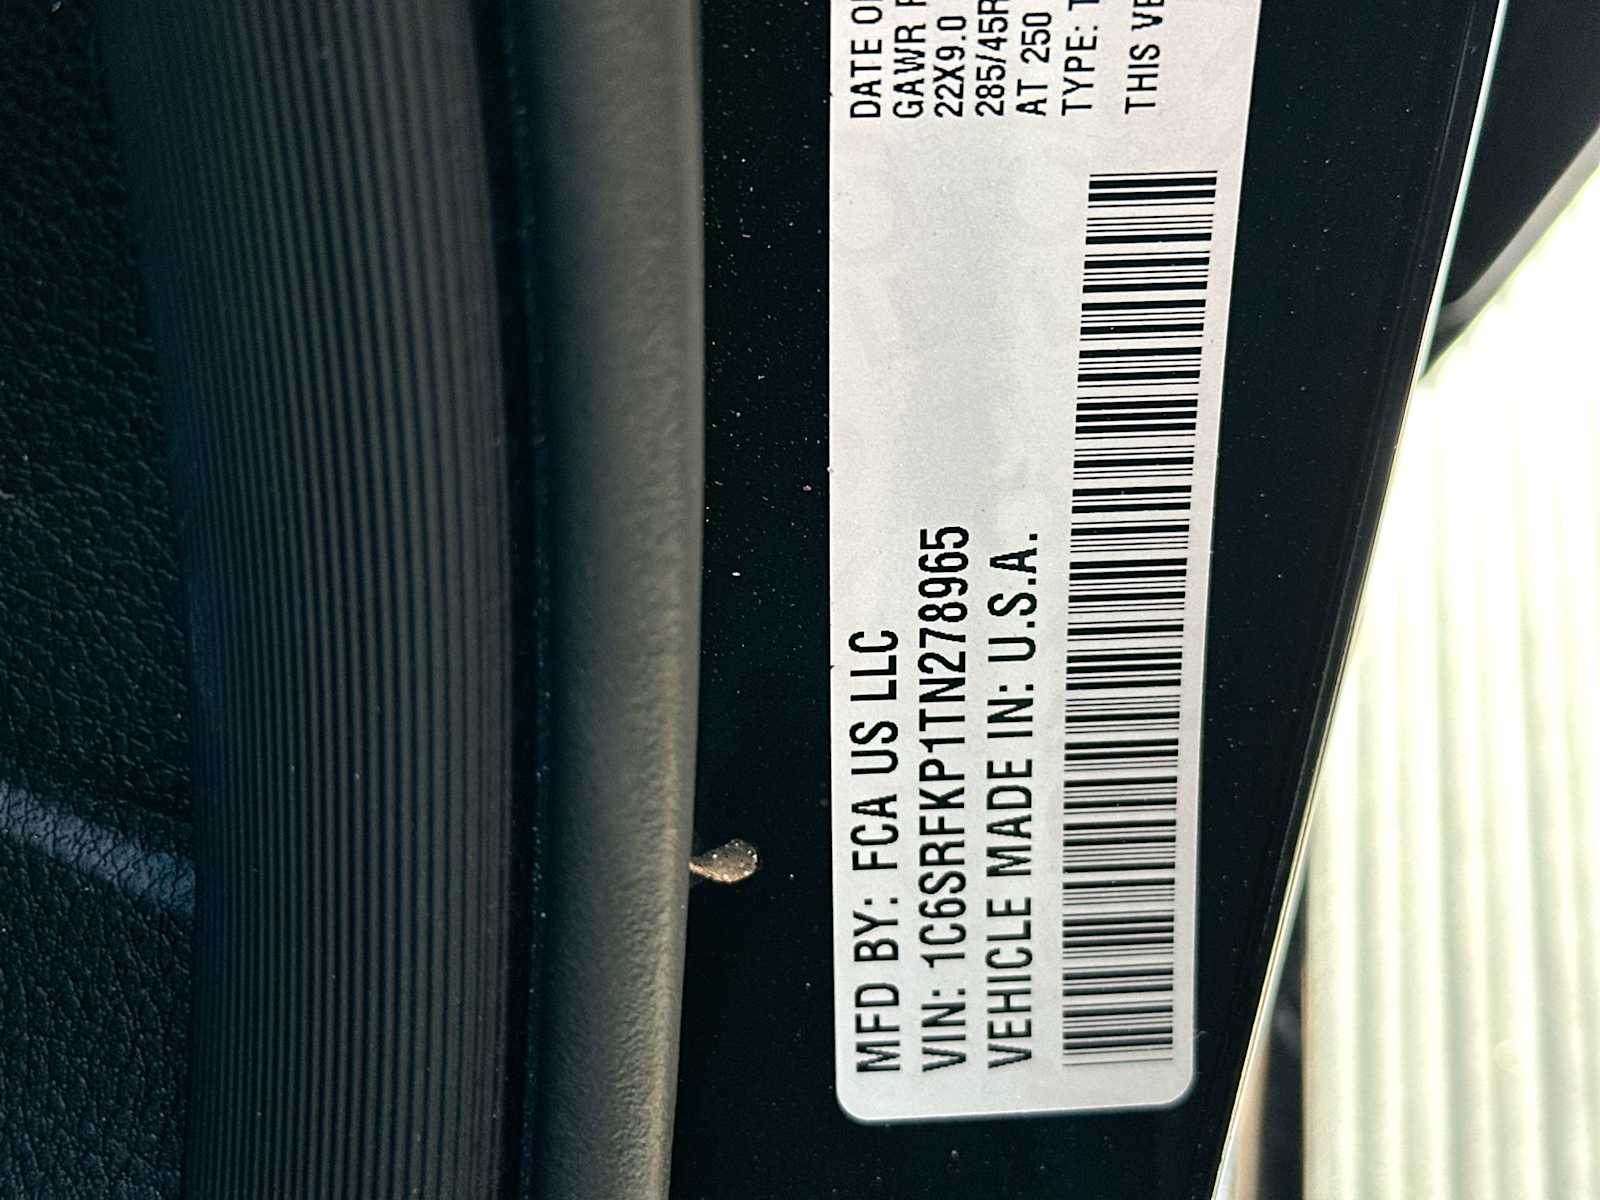 MFD BY: FCA US LLC
VIN: 1C6SRFKP1TN278965
VEHICLE MADE IN: U.S.A.
DATE
GAWR
22X9.0
285/45R
AT 250
TYPE:
THIS